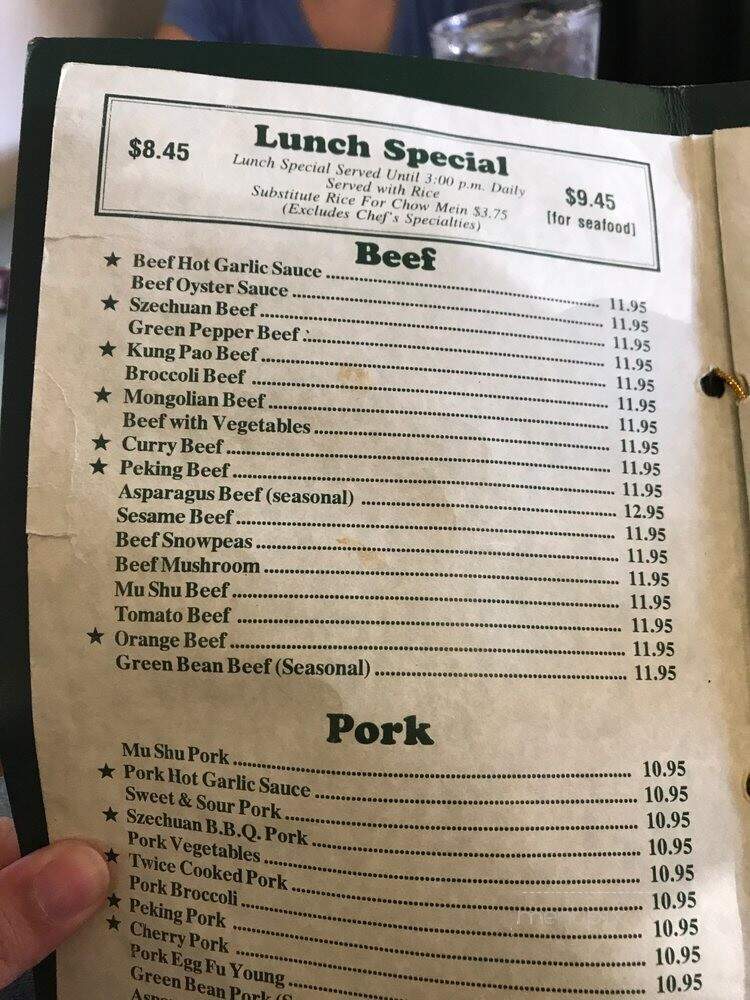 $8.45
Lunch Special
Lunch Special Served Until 3:00 p.m. Daily
Served with Rice
Substitute Rice For Chow Mein $3.75
(Excludes Chef's Specialties)
$9.45
[for seafood]
Beef
★ Beef Hot Garlic Sauce 11.95
Beef Oyster Sauce 11.95
★ Szechuan Beef 11.95
Green Pepper Beef 11.95
★ Kung Pao Beef 11.95
Broccoli Beef 11.95
★ Mongolian Beef 11.95
Beef with Vegetables 11.95
★ Curry Beef 11.95
★ Peking Beef 11.95
Asparagus Beef (seasonal) 12.95
Sesame Beef 11.95
Beef Snowpeas 11.95
Beef Mushroom 11.95
Mu Shu Beef 11.95
Tomato Beef 11.95
★ Orange Beef 11.95
Green Bean Beef (Seasonal) 11.95
Pork
Mu Shu Pork 10.95
★ Pork Hot Garlic Sauce 10.95
Sweet & Sour Pork 10.95
★ Szechuan B.B.Q. Pork 10.95
Pork Vegetables 10.95
★ Twice Cooked Pork 10.95
Pork Broccoli 10.95
★ Peking Pork 10.95
★ Cherry Pork 10.95
Pork Egg Fu Young
Green Bean Pork